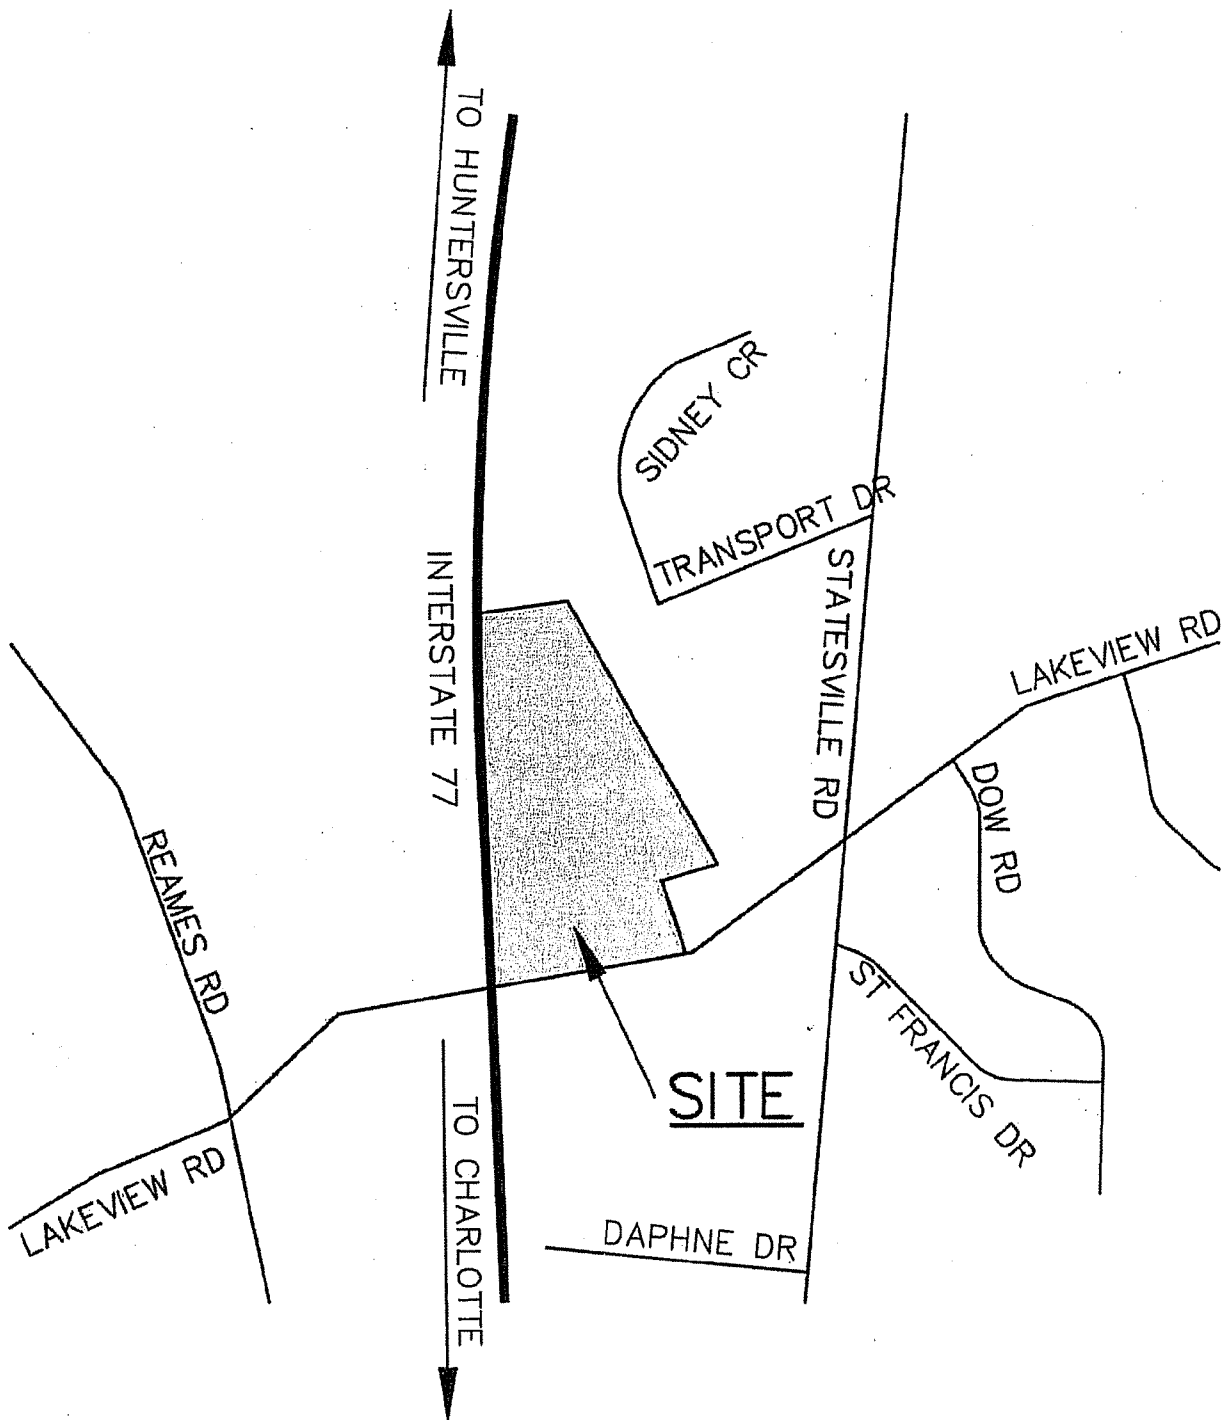 TO HUNTERSVILLE
SIDNEY CR
TRANSPORT DR
INTERSTATE 77
STATESVILLE RD
LAKEVIEW RD
DOW RD
REAMES RD
ST FRANCIS DR
SITE
LAKEVIEW RD
TO CHARLOTTE
DAPHNE DR